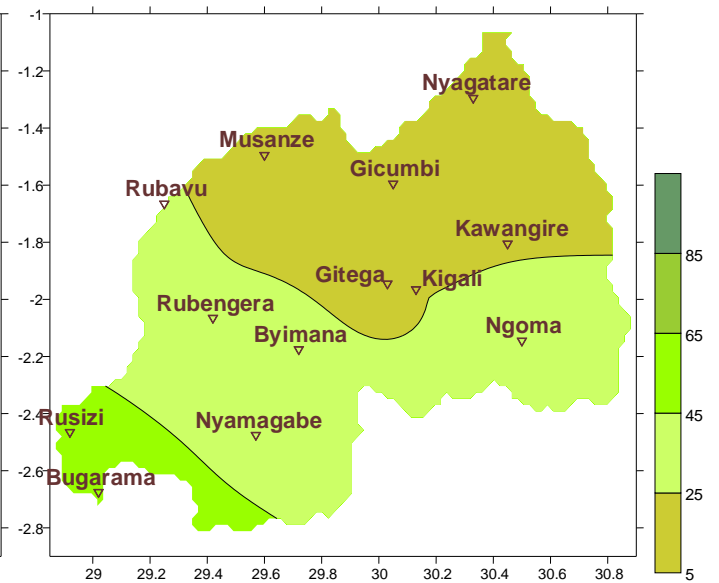 -1
-1.2
Nyagatare
-1.4
Musanze
Gicumbi
-1.6
Rubavu
Kawangire
-1.8
Gitega
Kigali
-2
Rubengera
Byimana
Ngoma
-2.2
-2.4
Rusizi
Nyamagabe
-2.6
Bugarama
-2.8
29 29.2 29.4 29.6 29.8 30 30.2 30.4 30.6 30.8
85
65
45
25
5